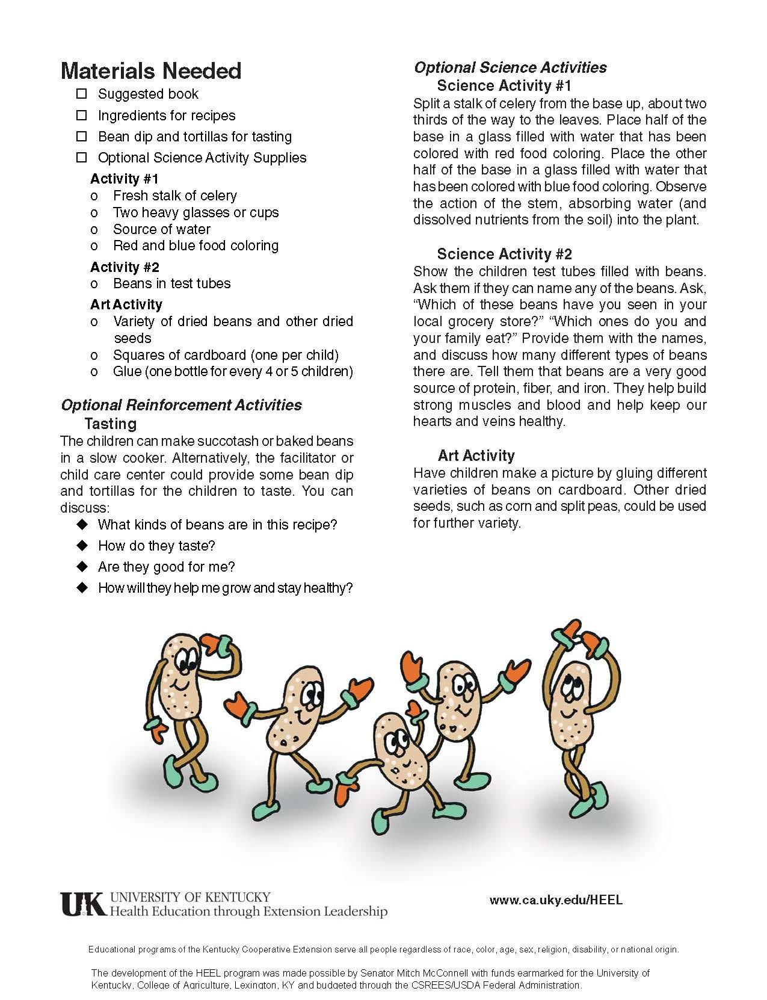 Materials Needed
☐ Suggested book
☐ Ingredients for recipes
☐ Bean dip and tortillas for tasting
☐ Optional Science Activity Supplies
Activity #1
o Fresh stalk of celery
o Two heavy glasses or cups
o Source of water
o Red and blue food coloring
Activity #2
o Beans in test tubes
Art Activity
o Variety of dried beans and other dried
seeds
o Squares of cardboard (one per child)
o Glue (one bottle for every 4 or 5 children)
Optional Reinforcement Activities
Tasting
The children can make succotash or baked beans
in a slow cooker. Alternatively, the facilitator or
child care center could provide some bean dip
and tortillas for the children to taste. You can
discuss:
◆ What kinds of beans are in this recipe?
◆ How do they taste?
◆ Are they good for me?
◆ How will they help me grow and stay healthy?
Optional Science Activities
Science Activity #1
Split a stalk of celery from the base up, about two
thirds of the way to the leaves. Place half of the
base in a glass filled with water that has been
colored with red food coloring. Place the other
half of the base in a glass filled with water that
has been colored with blue food coloring. Observe
the action of the stem, absorbing water (and
dissolved nutrients from the soil) into the plant.
Science Activity #2
Show the children test tubes filled with beans.
Ask them if they can name any of the beans. Ask,
“Which of these beans have you seen in your
local grocery store?” “Which ones do you and
your family eat?” Provide them with the names,
and discuss how many different types of beans
there are. Tell them that beans are a very good
source of protein, fiber, and iron. They help build
strong muscles and blood and help keep our
hearts and veins healthy.
Art Activity
Have children make a picture by gluing different
varieties of beans on cardboard. Other dried
seeds, such as corn and split peas, could be used
for further variety.
UK UNIVERSITY OF KENTUCKY
Health Education through Extension Leadership
www.ca.uky.edu/HEEL
Educational programs of the Kentucky Cooperative Extension serve all people regardless of race, color, age, sex, religion, disability, or national origin.
The development of the HEEL program was made possible by Senator Mitch McConnell with funds earmarked for the University of
Kentucky, College of Agriculture, Lexington, KY and budgeted through the CSREES/USDA Federal Administration.